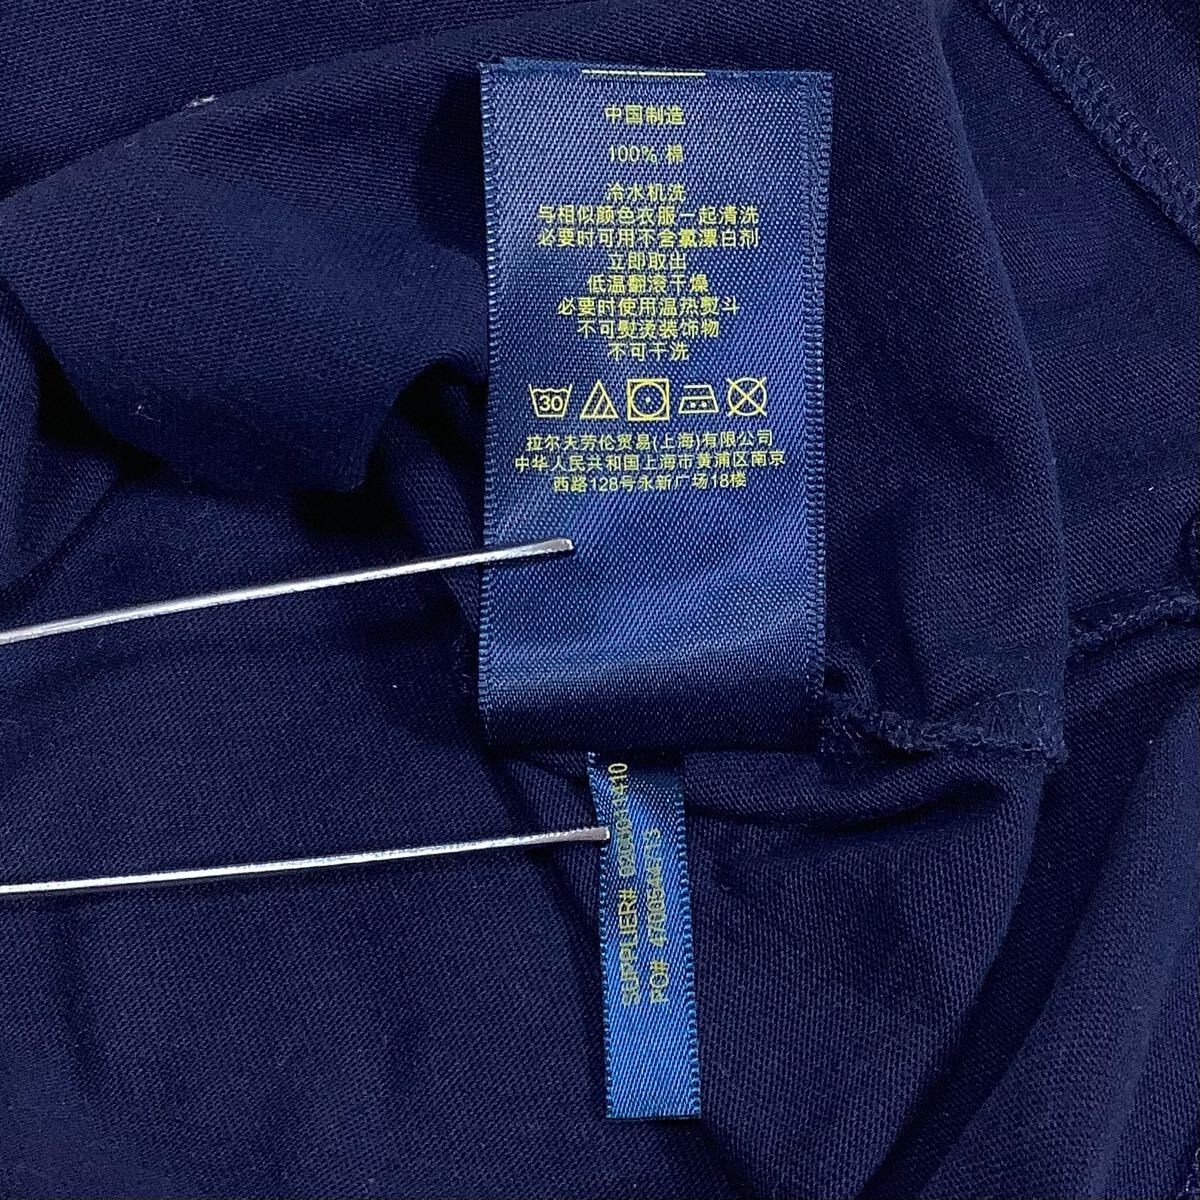 中国制造
100% 棉
冷水机洗
与相似颜色衣服一起清洗
必要时可用不含氯漂白剂
立即取出
低温翻滚干燥
必要时使用温热熨斗
不可熨烫装饰物
不可干洗
30
拉尔夫劳伦贸易(上海)有限公司
中华人民共和国上海市黄浦区南京
西路128号永新广场18楼
SUPPLIER#
PO#